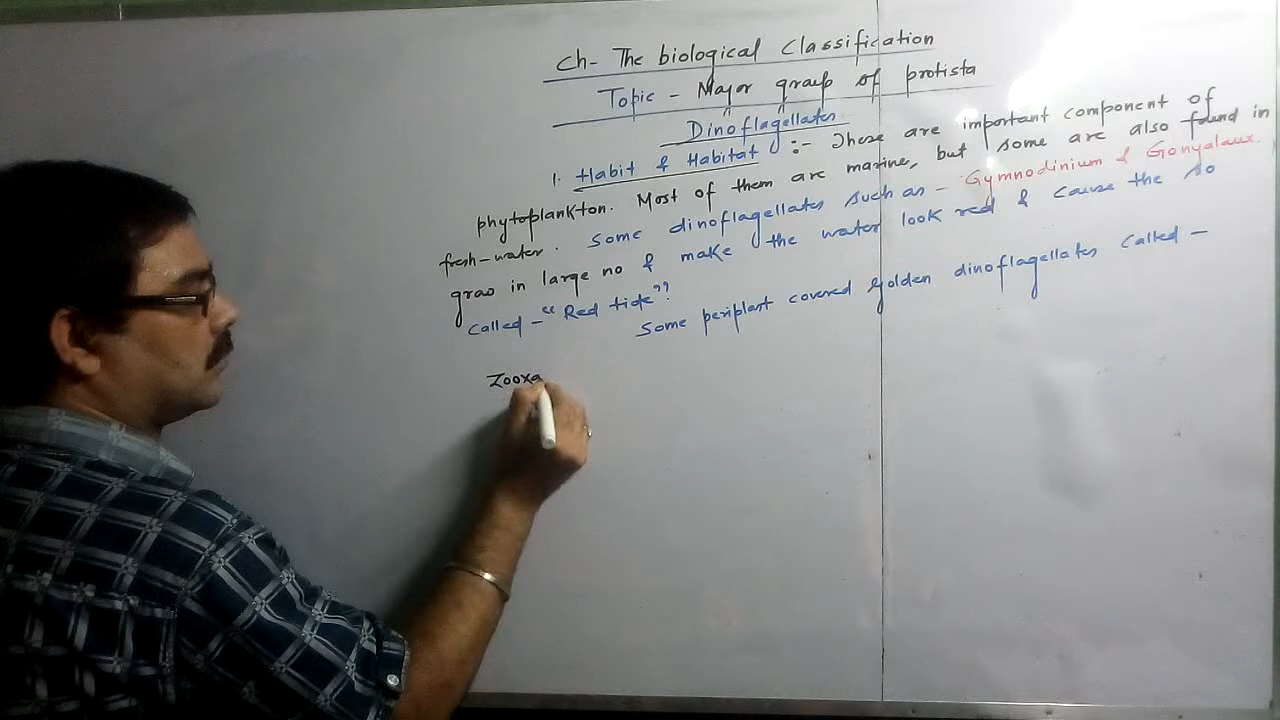 Ch- The biological Classification
Topic - Major group of protista
Dinoflagellates
1. Habit & Habitat :- These are important component of
phytoplankton. Most of them are marine, but some are also found in
fresh-water. Some dinoflagellates such as - Gymnodinium & Gonyalaux.
grow in large no & make the water look red & cause the so
called - "Red tide"?
Some periplant covered golden dinoflagellates called -
Zooxa